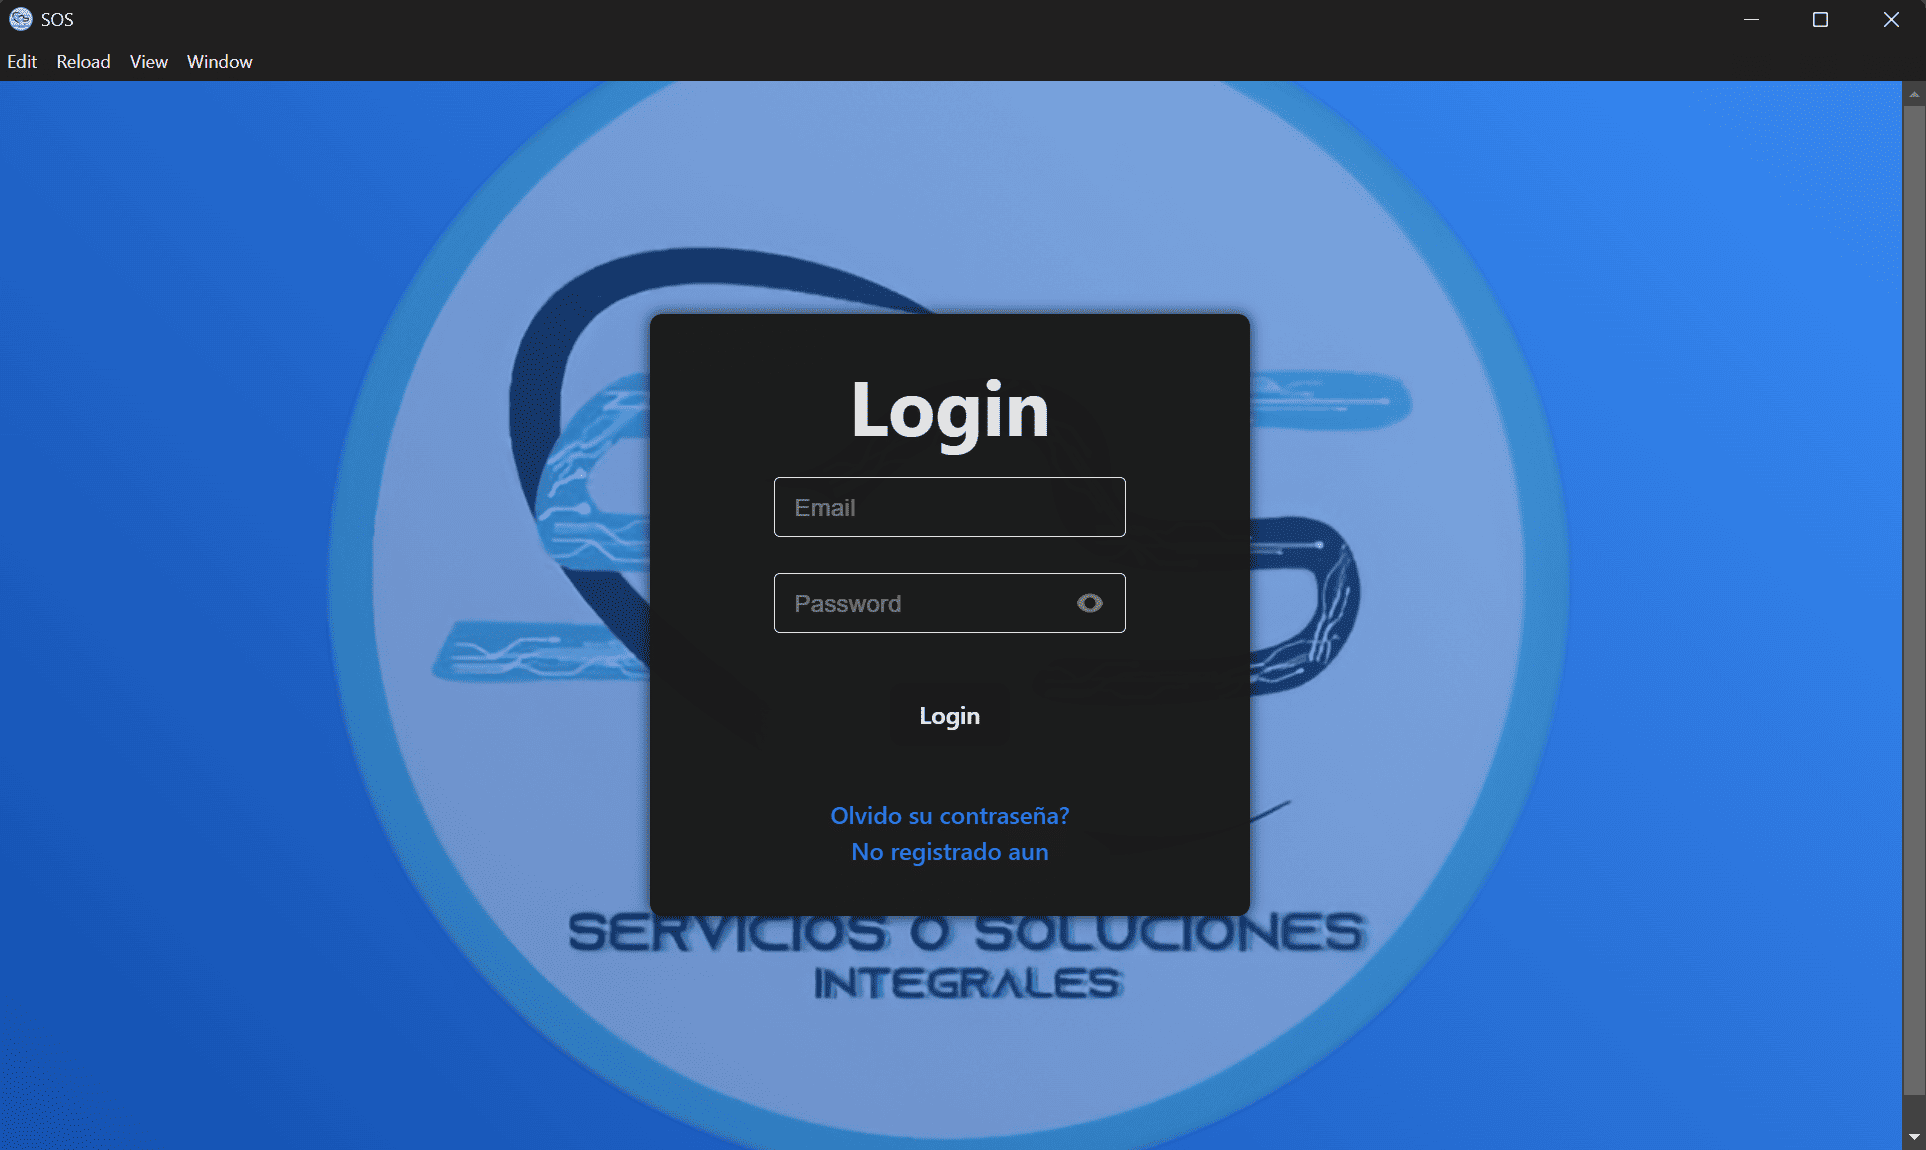 SOS
Edit Reload View Window
Login
Email
Password
Login
Olvido su contraseña?
No registrado aun
SERVICIOS O SOLUCIONES
INTEGRALES